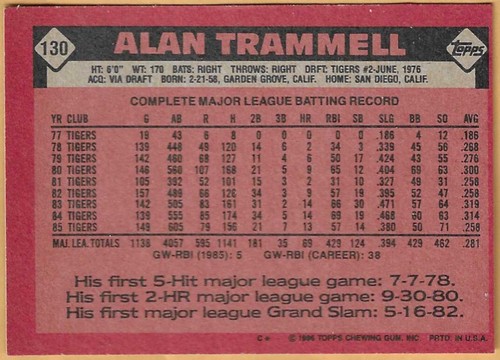 130 ALAN TRAMMELL topps
HT: 6'0" WT: 170 BATS: RIGHT THROWS: RIGHT DRFT: TIGERS #2-JUNE, 1976
ACQ: VIA DRAFT BORN: 2-21-58, GARDEN GROVE, CALIF. HOME: SAN DIEGO, CALIF.
COMPLETE MAJOR LEAGUE BATTING RECORD
YR CLUB G AB R H 2B 3B HR RBI SB SLG BB SO AVG
77 TIGERS 19 43 6 8 0 0 0 0 0 .186 4 12 .186
78 TIGERS 139 448 49 120 14 6 2 34 3 .339 45 56 .268
79 TIGERS 142 460 68 127 11 4 6 50 17 .424 43 55 .276
80 TIGERS 146 560 107 168 21 5 9 65 12 .404 69 63 .300
81 TIGERS 105 392 52 101 15 3 2 31 10 .327 49 31 .258
82 TIGERS 157 489 66 126 34 3 9 57 19 .395 52 47 .258
83 TIGERS 142 505 83 161 31 2 14 66 30 .471 57 64 .319
84 TIGERS 139 555 85 174 34 5 14 69 19 .468 60 63 .314
85 TIGERS 149 605 79 156 21 7 13 57 14 .380 50 71 .258
MAJ. LEA. TOTALS 1138 4057 595 1141 181 35 69 429 124 .394 429 462 .281
GW-RBI (1985): 5 GW-RBI (CAREER): 38
His first 5-Hit major league game: 7-7-78.
His first 2-HR major league game: 9-30-80.
His first major league Grand Slam: 5-16-82.
C* © 1986 TOPPS CHEWING GUM, INC. PRTD. IN U.S.A.